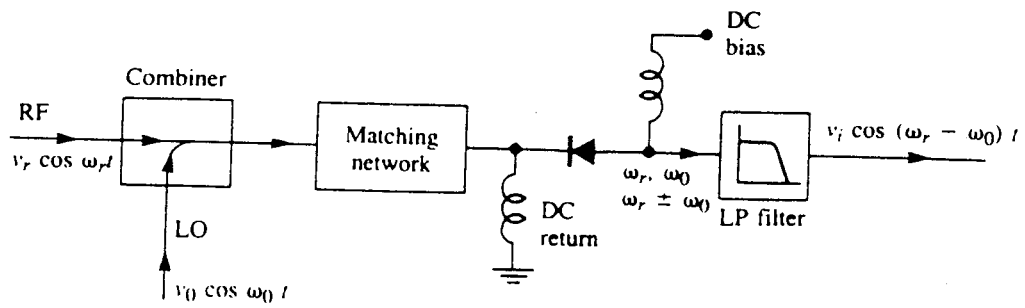 DC
bias
Combiner
RF
v_r cos ω_r t
Matching
network
v_i cos (ω_r − ω_0) t
ω_r, ω_0
ω_r ± ω_0
LP filter
DC
return
LO
v_0 cos ω_0 t